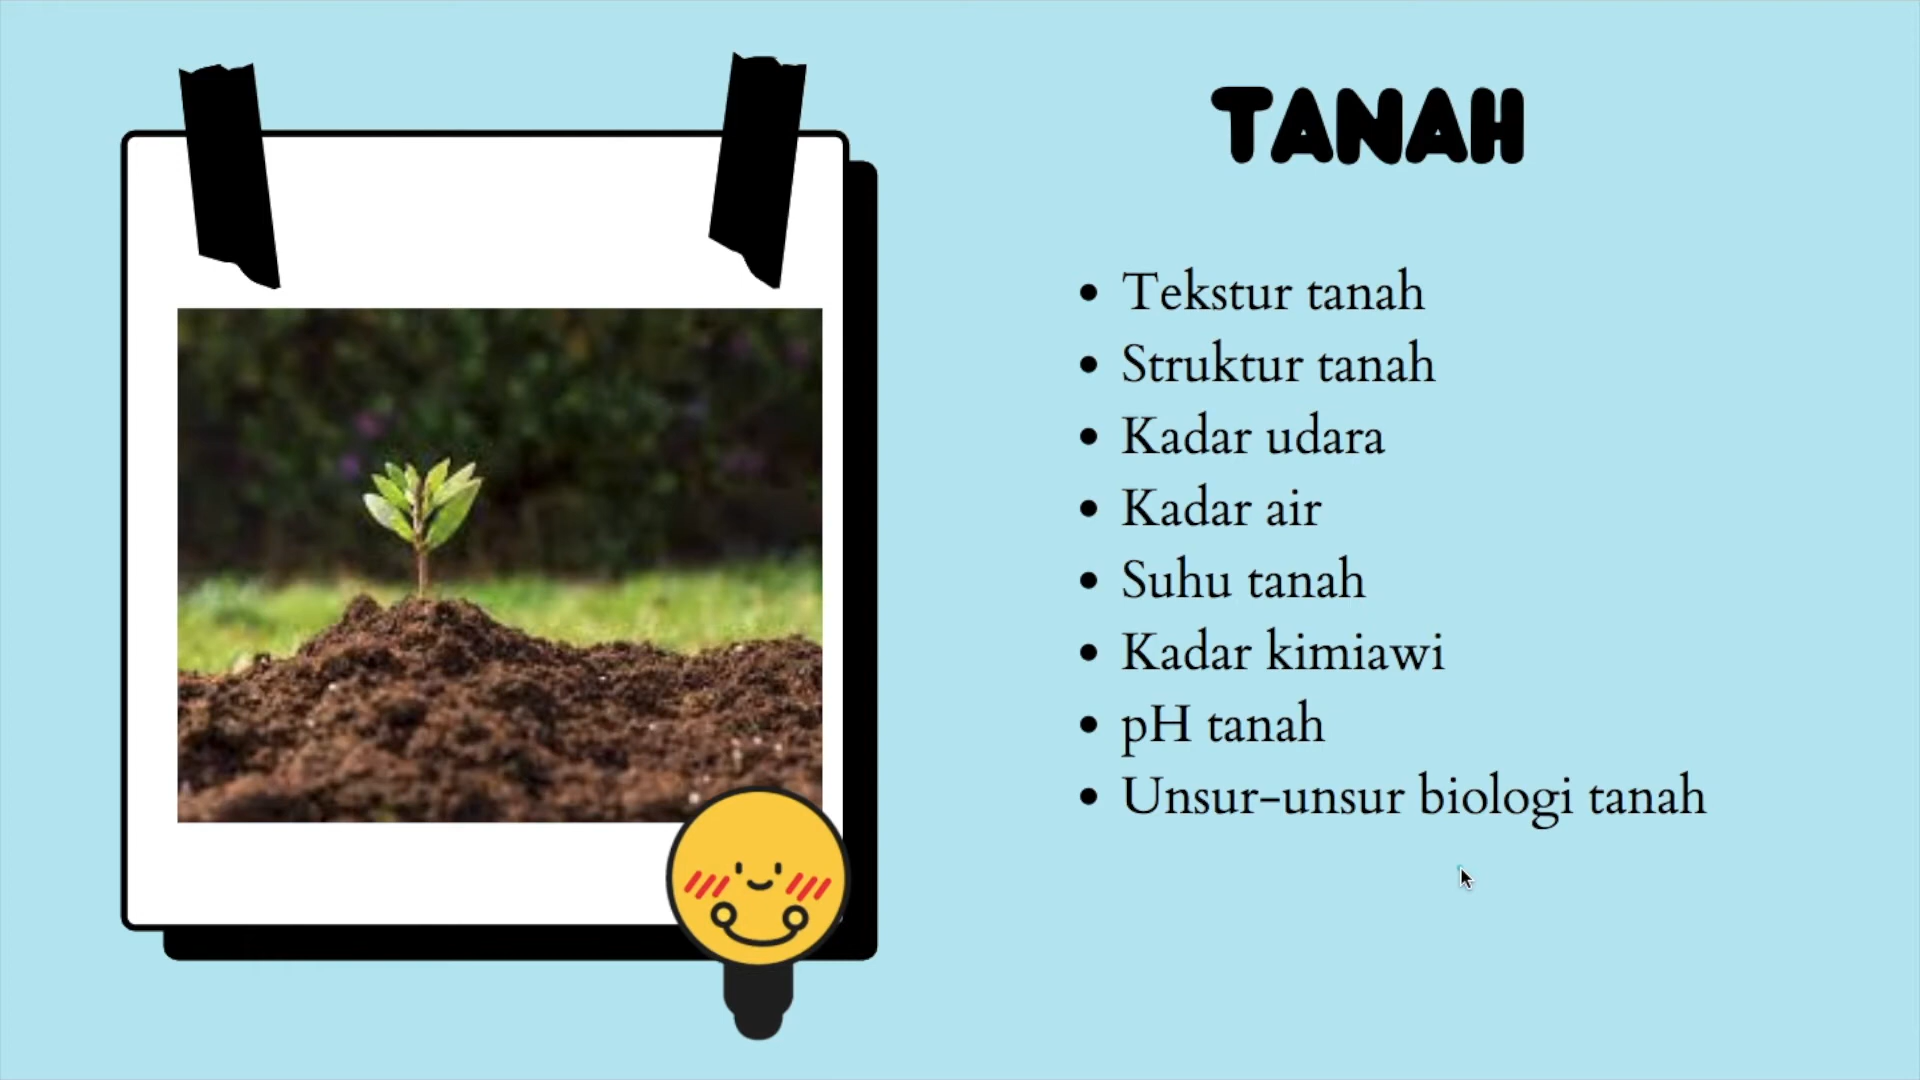 TANAH
• Tekstur tanah
• Struktur tanah
• Kadar udara
• Kadar air
• Suhu tanah
• Kadar kimiawi
• pH tanah
• Unsur-unsur biologi tanah